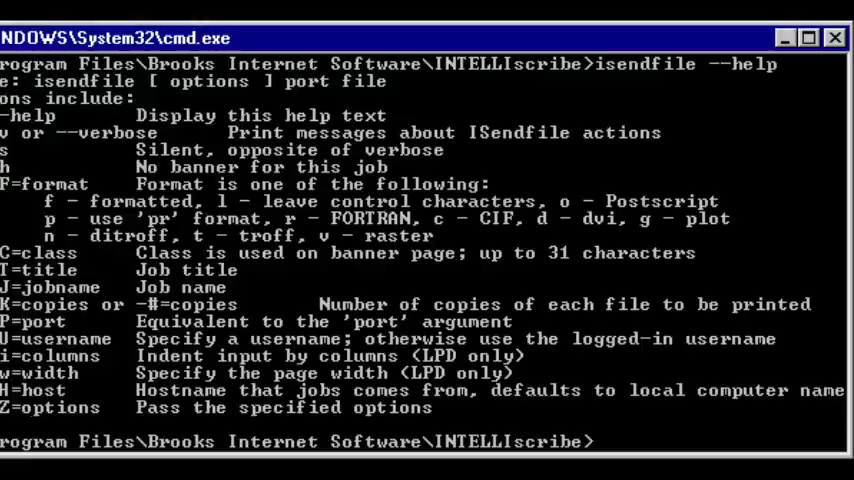 NDOWS\System32\cmd.exe
rogram Files\Brooks Internet Software\INTELLIscribe>isendfile --help
e: isendfile [ options ] port file
ons include:
-help Display this help text
v or --verbose Print messages about ISendfile actions
s Silent, opposite of verbose
h No banner for this job
F=format Format is one of the following:
f - formatted, l - leave control characters, o - Postscript
p - use 'pr' format, r - FORTRAN, c - CIF, d - dvi, g - plot
n - ditroff, t - troff, v - raster
C=class Class is used on banner page; up to 31 characters
T=title Job title
J=jobname Job name
K=copies or -#=copies Number of copies of each file to be printed
P=port Equivalent to the 'port' argument
U=username Specify a username; otherwise use the logged-in username
i=columns Indent input by columns (LPD only)
w=width Specify the page width (LPD only)
H=host Hostname that jobs comes from, defaults to local computer name
Z=options Pass the specified options
rogram Files\Brooks Internet Software\INTELLIscribe>